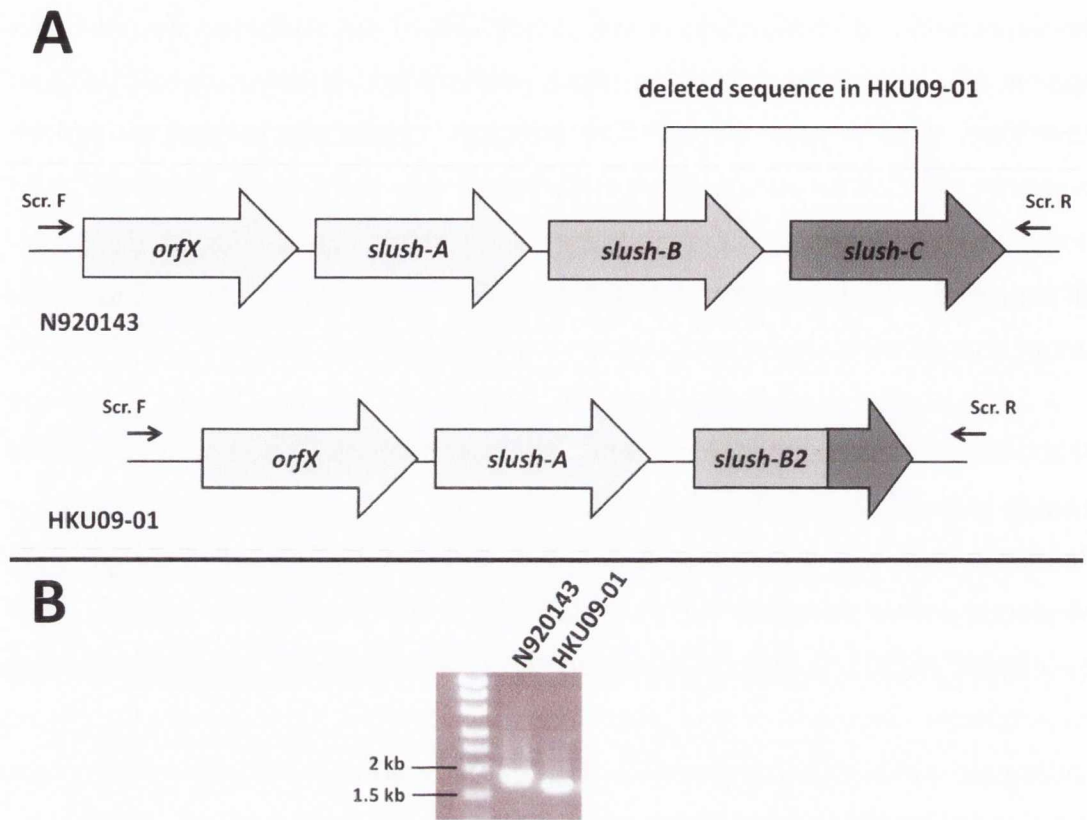 A
deleted sequence in HKU09-01
Scr. F
Scr. R
orfX
slush-A
slush-B
slush-C
N920143
Scr. F
Scr. R
orfX
slush-A
slush-B2
HKU09-01
B
N920143
HKU09-01
2 kb
1.5 kb